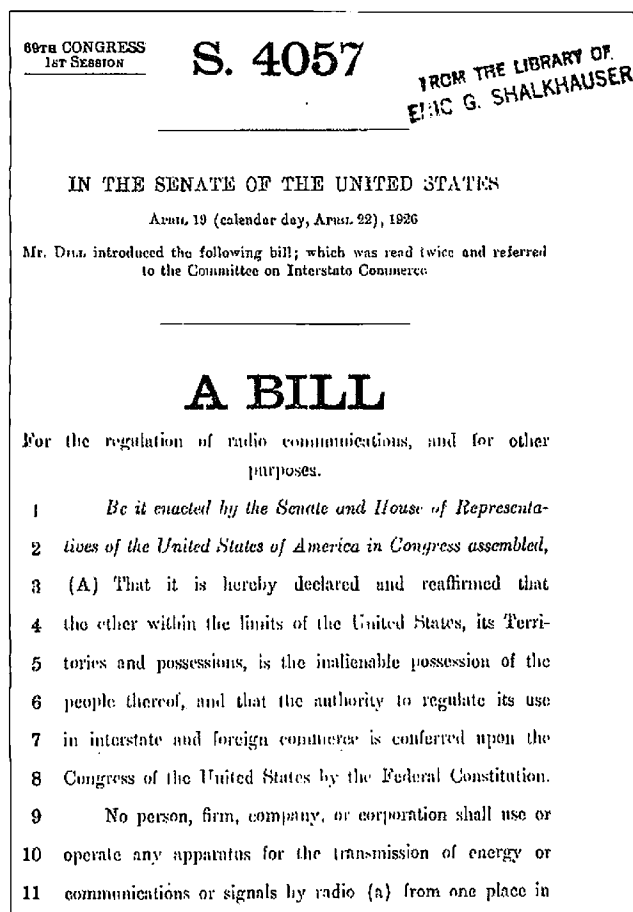 69TH CONGRESS
1ST SESSION
S. 4057
FROM THE LIBRARY OF
ERIC G. SHALKHAUSER
IN THE SENATE OF THE UNITED STATES
APRIL 19 (calendar day, APRIL 22), 1926
Mr. DILL introduced the following bill; which was read twice and referred
to the Committee on Interstate Commerce
A BILL
For the regulation of radio communications, and for other
purposes.
1 Be it enacted by the Senate and House of Representa-
2 tives of the United States of America in Congress assembled,
3 (A) That it is hereby declared and reaffirmed that
4 the ether within the limits of the United States, its Terri-
5 tories and possessions, is the inalienable possession of the
6 people thereof, and that the authority to regulate its use
7 in interstate and foreign commerce is conferred upon the
8 Congress of the United States by the Federal Constitution.
9 No person, firm, company, or corporation shall use or
10 operate any apparatus for the transmission of energy or
11 communications or signals by radio (a) from one place in